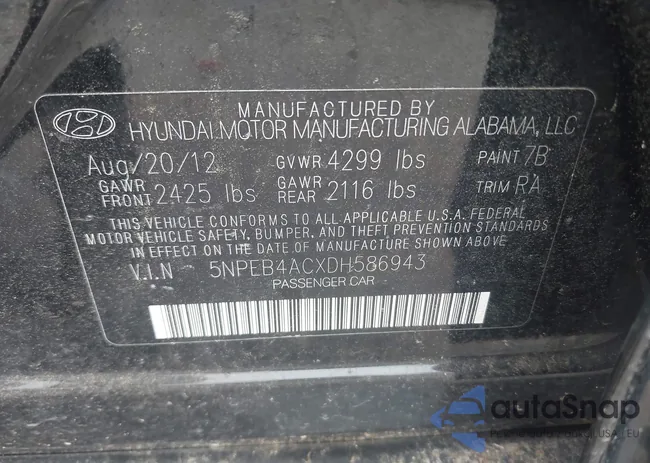 MANUFACTURED BY
HYUNDAI MOTOR MANUFACTURING ALABAMA, LLC
Aug/20/12 GVWR 4299 lbs PAINT 7B
GAWR FRONT 2425 lbs GAWR REAR 2116 lbs TRIM RA
THIS VEHICLE CONFORMS TO ALL APPLICABLE U.S.A. FEDERAL
MOTOR VEHICLE SAFETY, BUMPER, AND THEFT PREVENTION STANDARDS
IN EFFECT ON THE DATE OF MANUFACTURE SHOWN ABOVE.
V.I.N 5NPEB4ACXDH586943
PASSENGER CAR
autoSnap